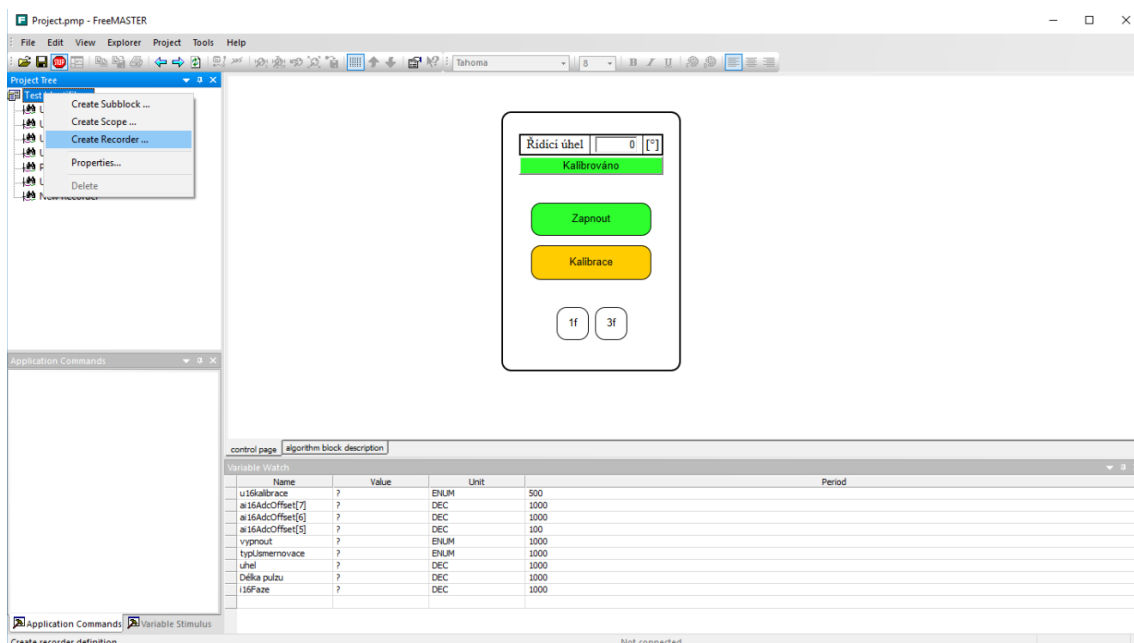 Project.pmp - FreeMASTER
File Edit View Explorer Project Tools Help
Tahoma 8 B I U
Project Tree
Test
Create Subblock ...
Create Scope ...
Create Recorder ...
Properties...
Delete
New Recorder
Řídicí úhel 0 [°]
Kalibrováno
Zapnout
Kalibrace
1f 3f
Application Commands
control page algorithm block description
Variable Watch
Name Value Unit Period
u16kalibrace ? ENUM 500
ai16AdcOffset[7] ? DEC 1000
ai16AdcOffset[6] ? DEC 1000
ai16AdcOffset[5] ? DEC 100
vypnout ? ENUM 1000
typUsmernovace ? ENUM 1000
uhel ? DEC 1000
Délka pulzu ? DEC 1000
i16Faze ? DEC 1000
Application Commands Variable Stimulus
Create recorder definition Not connected